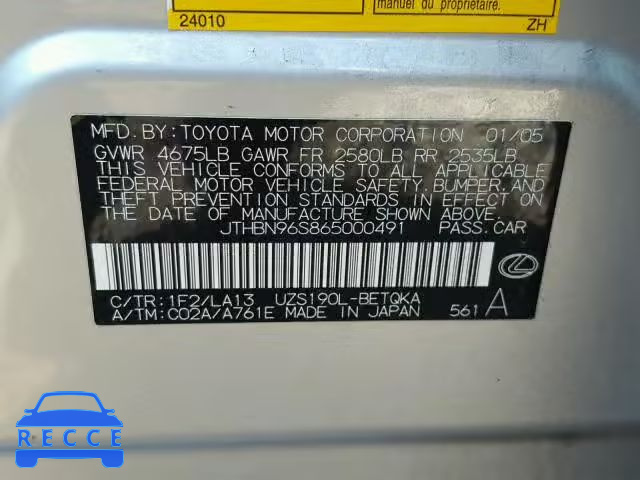 manuel du propriétaire.
24010 ZH
MFD. BY: TOYOTA MOTOR CORPORATION 01/05
GVWR 4675LB GAWR FR 2580LB RR 2535LB
THIS VEHICLE CONFORMS TO ALL APPLICABLE
FEDERAL MOTOR VEHICLE SAFETY, BUMPER, AND
THEFT PREVENTION STANDARDS IN EFFECT ON
THE DATE OF MANUFACTURE SHOWN ABOVE.
JTHBN96S865000491 PASS. CAR
C/TR: 1F2/LA13 UZS190L-BETQKA
A/TM: C02A/A761E MADE IN JAPAN 561 A
UZCARS